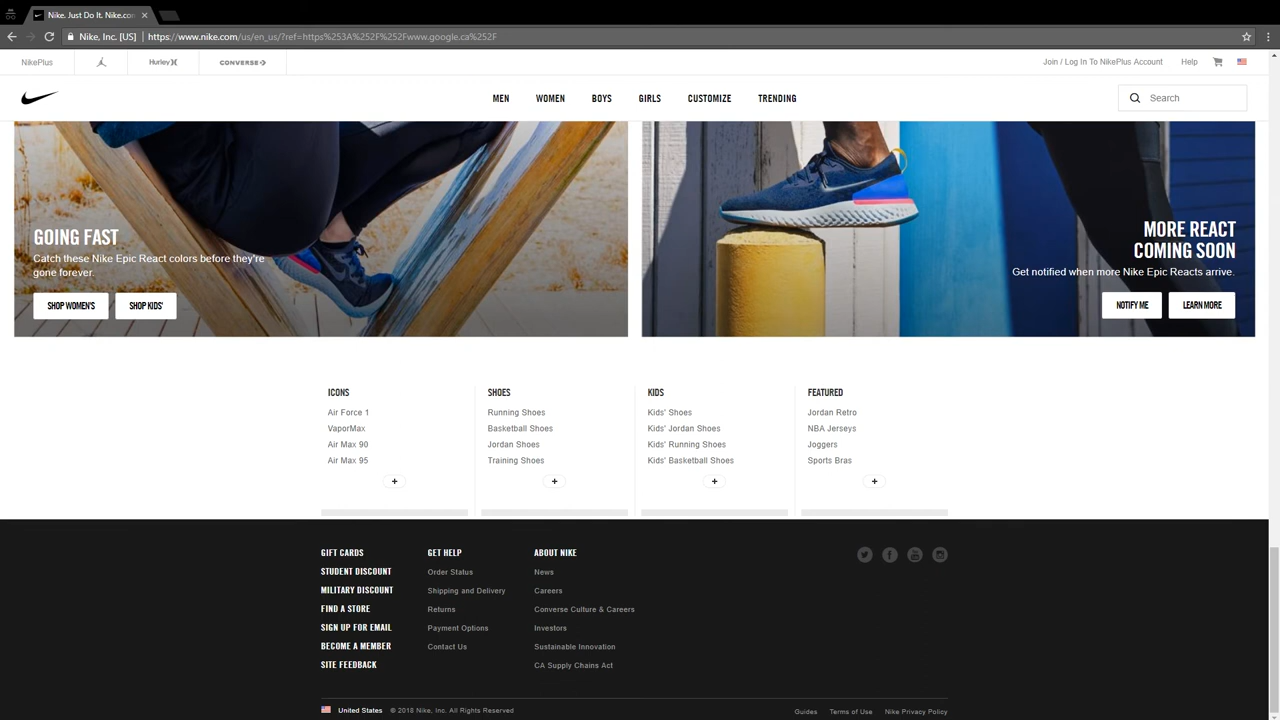 Nike. Just Do It. Nike.com
Nike, Inc. [US] | https://www.nike.com/us/en_us/?ref=https%253A%252F%252Fwww.google.ca%252F
NikePlus
Hurley
CONVERSE
Join / Log In To NikePlus Account
Help
MEN WOMEN BOYS GIRLS CUSTOMIZE TRENDING
Search
GOING FAST
Catch these Nike Epic React colors before they're
gone forever.
SHOP WOMEN'S
SHOP KIDS'
MORE REACT
COMING SOON
Get notified when more Nike Epic Reacts arrive.
NOTIFY ME
LEARN MORE
ICONS
Air Force 1
VaporMax
Air Max 90
Air Max 95
+
SHOES
Running Shoes
Basketball Shoes
Jordan Shoes
Training Shoes
+
KIDS
Kids' Shoes
Kids' Jordan Shoes
Kids' Running Shoes
Kids' Basketball Shoes
+
FEATURED
Jordan Retro
NBA Jerseys
Joggers
Sports Bras
+
GIFT CARDS
STUDENT DISCOUNT
MILITARY DISCOUNT
FIND A STORE
SIGN UP FOR EMAIL
BECOME A MEMBER
SITE FEEDBACK
GET HELP
Order Status
Shipping and Delivery
Returns
Payment Options
Contact Us
ABOUT NIKE
News
Careers
Converse Culture & Careers
Investors
Sustainable Innovation
CA Supply Chains Act
United States
© 2018 Nike, Inc. All Rights Reserved
Guides
Terms of Use
Nike Privacy Policy